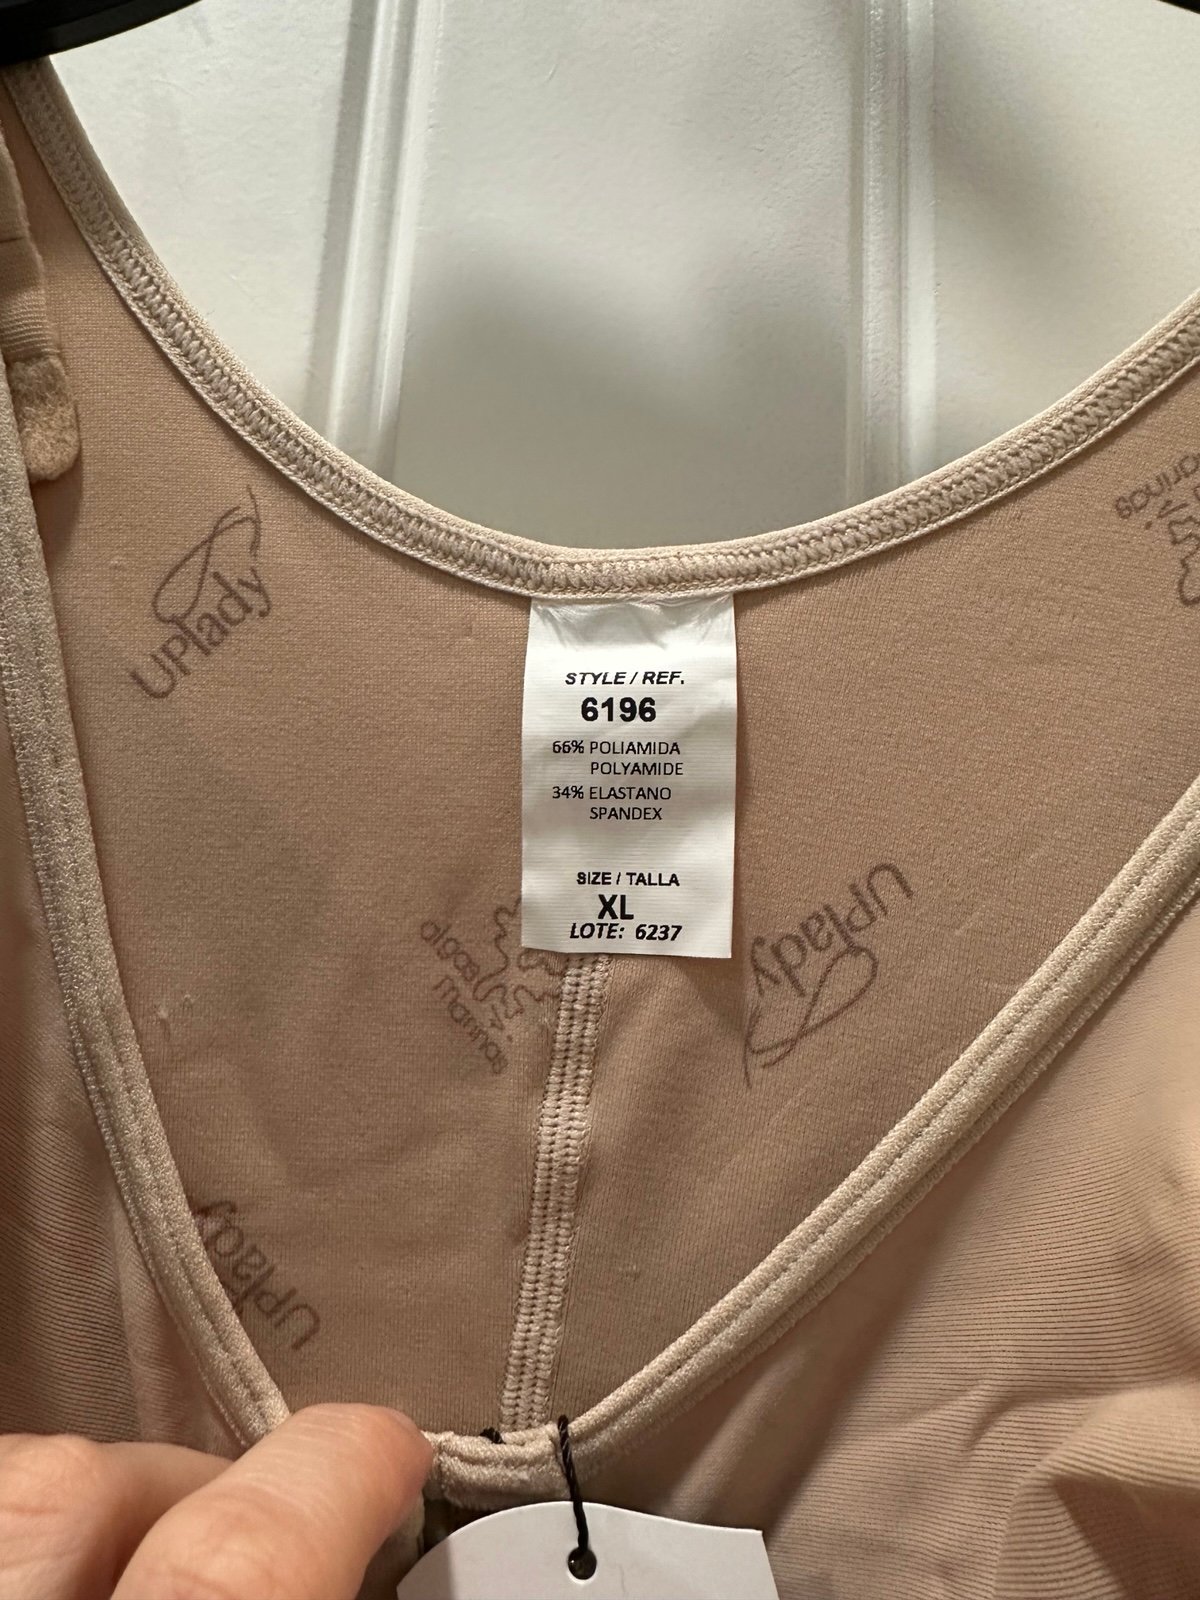 UPlady
STYLE / REF.
6196
66% POLIAMIDA
POLYAMIDE
34% ELASTANO
SPANDEX
SIZE / TALLA
XL
LOTE: 6237
UPlady
algas
marinas
UPlady